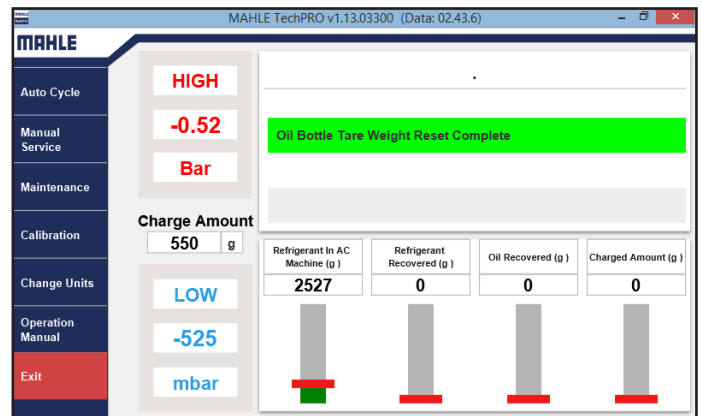 MAHLE TechPRO v1.13.03300 (Data: 02.43.6)
MAHLE
Auto Cycle
Manual
Service
Maintenance
Calibration
Change Units
Operation
Manual
Exit
HIGH
-0.52
Bar
Charge Amount
550 g
LOW
-525
mbar
.
Oil Bottle Tare Weight Reset Complete
Refrigerant In AC
Machine (g )
2527
Refrigerant
Recovered (g )
0
Oil Recovered (g )
0
Charged Amount (g )
0